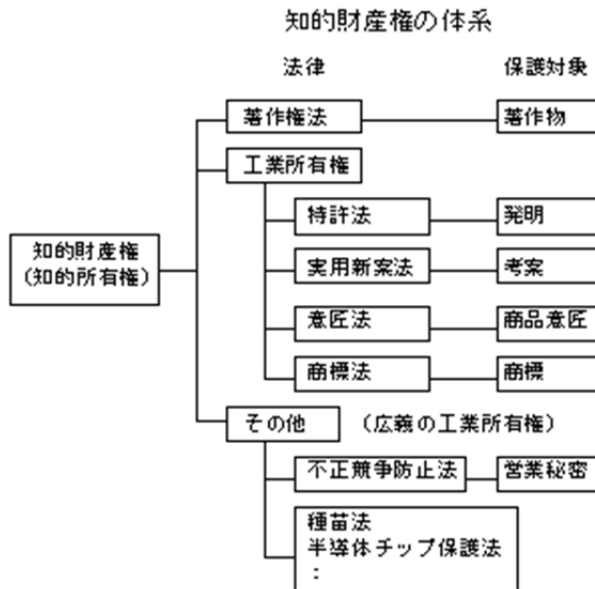 知的財産権の体系
法律
保護対象
著作権法
著作物
工業所有権
特許法
発明
知的財産権
(知的所有権)
実用新案法
考案
意匠法
商品意匠
商標法
商標
その他
(広義の工業所有権)
不正競争防止法
営業秘密
種苗法
半導体チップ保護法
: